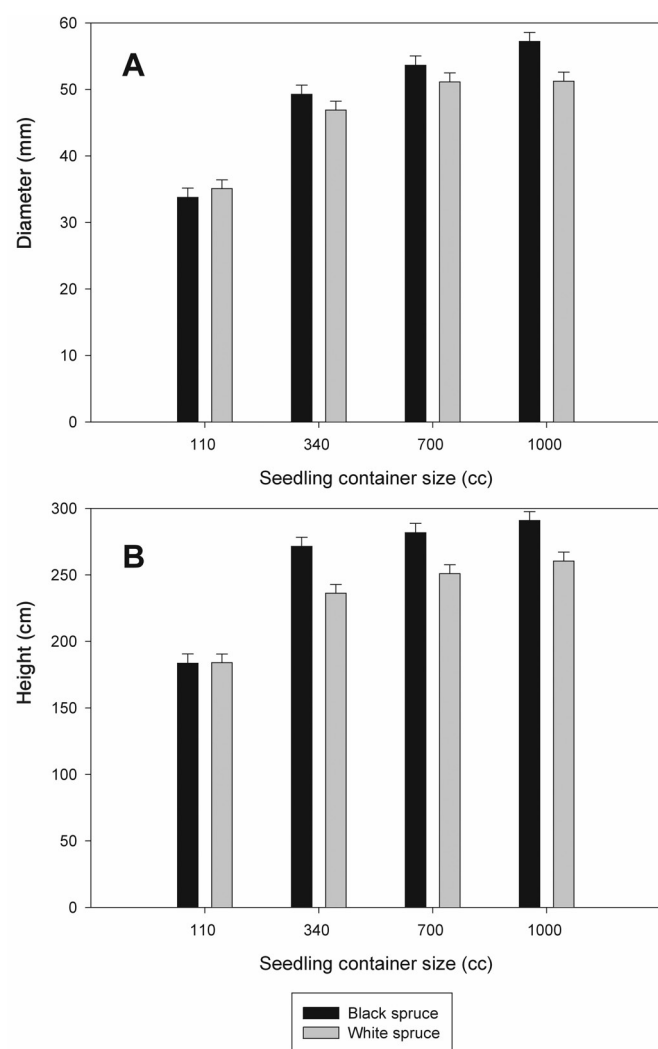 A
Diameter (mm)
60
50
40
30
20
10
0
110 340 700 1000
Seedling container size (cc)
B
Height (cm)
300
250
200
150
100
50
0
110 340 700 1000
Seedling container size (cc)
Black spruce
White spruce